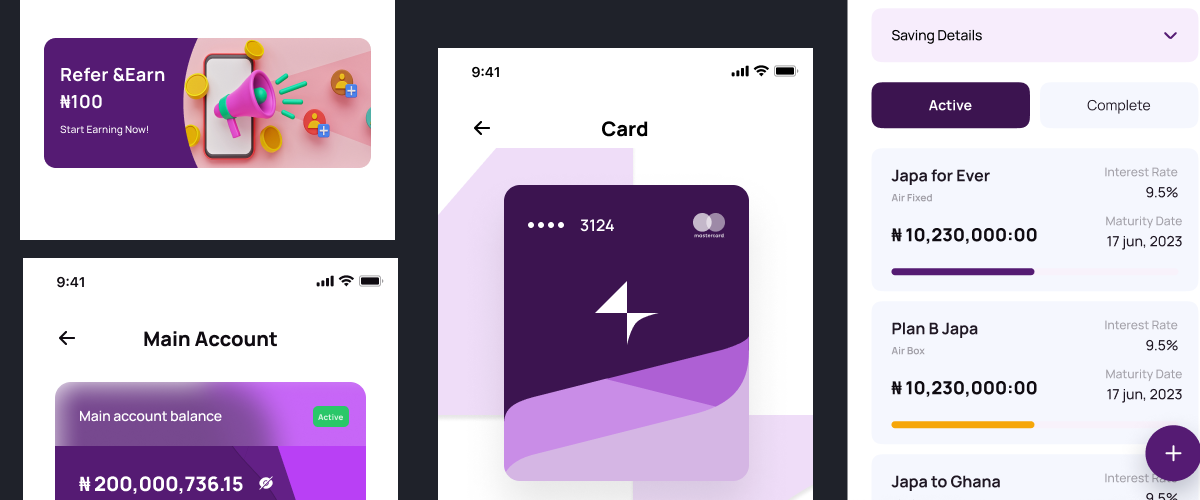 Refer &Earn
₦100
Start Earning Now!
9:41
Main Account
Main account balance
Active
₦ 200,000,736.15
9:41
Card
3124
mastercard
Saving Details
Active
Complete
Japa for Ever
Interest Rate
Air Fixed
9.5%
Maturity Date
₦ 10,230,000:00
17 jun, 2023
Plan B Japa
Interest Rate
Air Box
9.5%
Maturity Date
₦ 10,230,000:00
17 jun, 2023
Japa to Ghana
Interest
9.5%